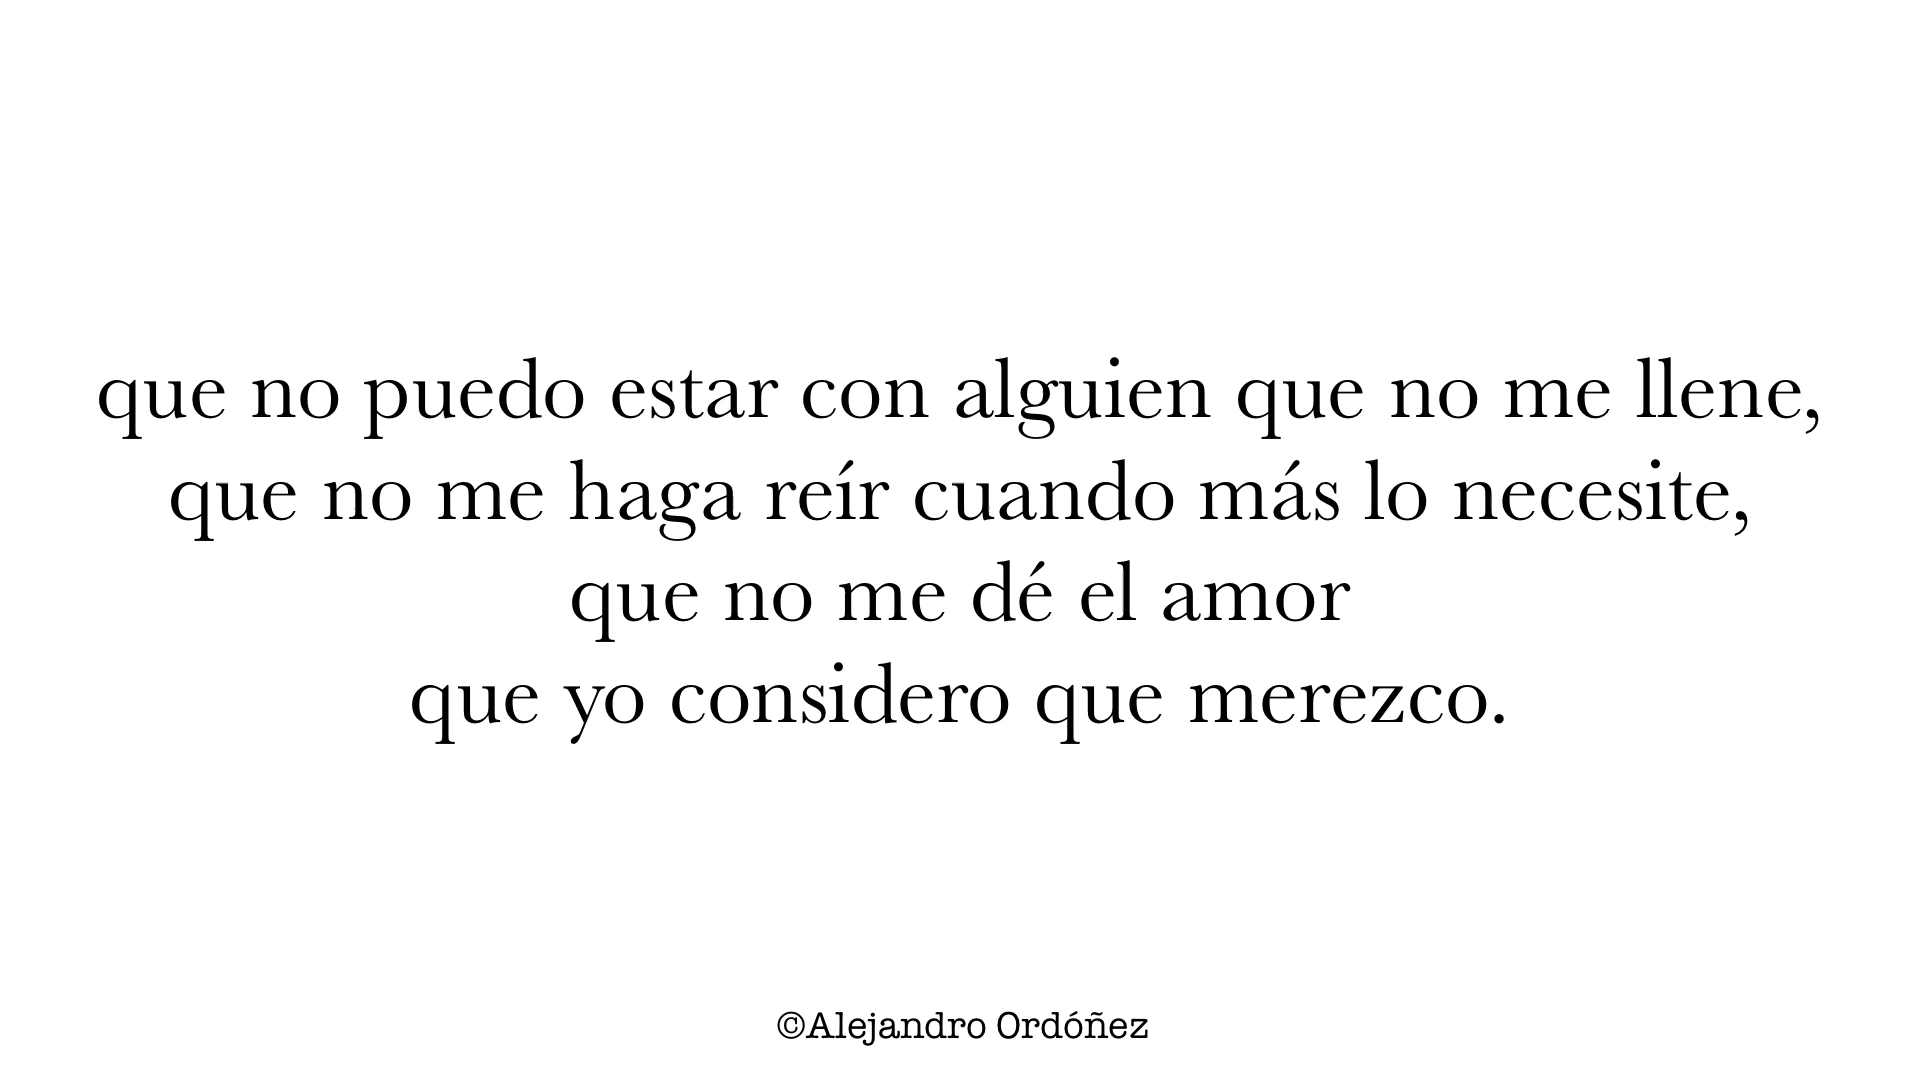 que no puedo estar con alguien que no me llene,
que no me haga reír cuando más lo necesite,
que no me dé el amor
que yo considero que merezco.
©Alejandro Ordóñez